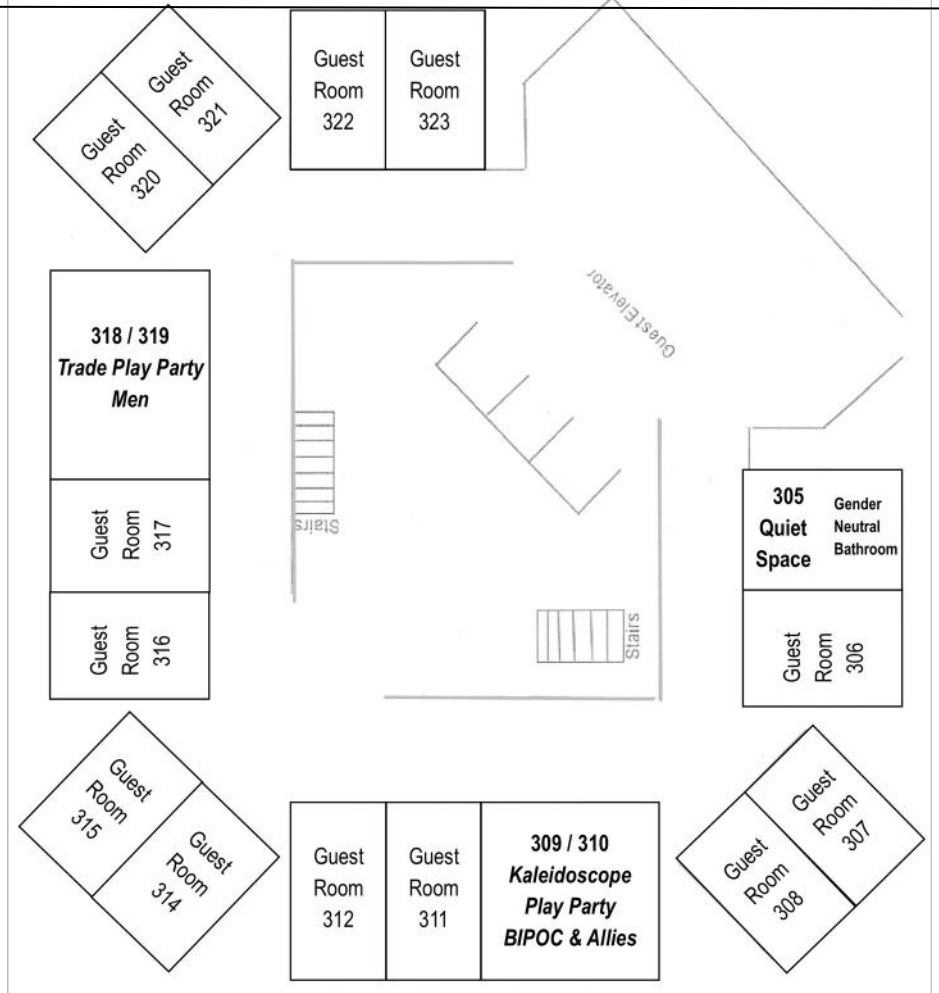 Guest
Room
320
Guest
Room
321
Guest
Room
322
Guest
Room
323
Guest Elevator
318 / 319
Trade Play Party
Men
Guest
Room
317
Guest
Room
316
Stairs
Stairs
305
Quiet
Space
Gender
Neutral
Bathroom
Guest
Room
306
Guest
Room
315
Guest
Room
314
Guest
Room
312
Guest
Room
311
309 / 310
Kaleidoscope
Play Party
BIPOC & Allies
Guest
Room
308
Guest
Room
307